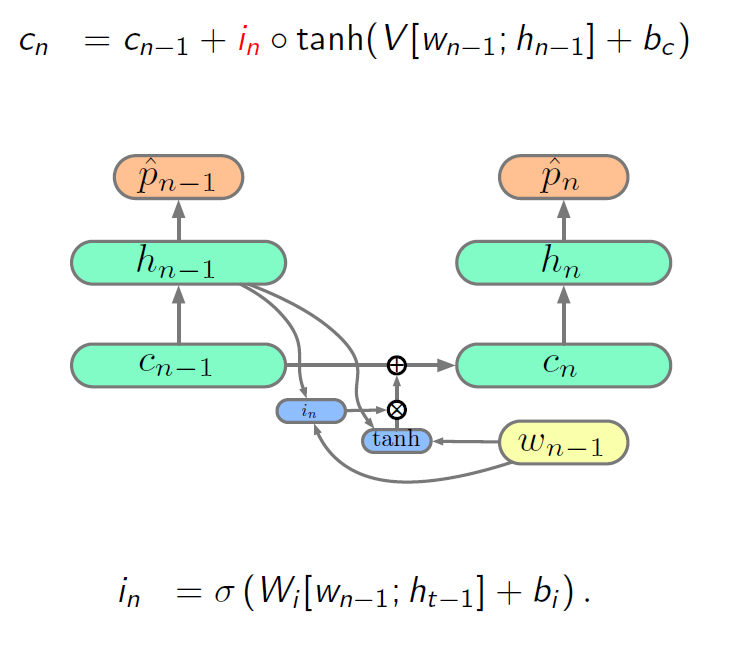 cₙ = cₙ₋₁ + iₙ ∘ tanh(V[wₙ₋₁; hₙ₋₁] + b_c)
p̂ₙ₋₁ p̂ₙ
hₙ₋₁ hₙ
cₙ₋₁ + cₙ
iₙ ×
tanh wₙ₋₁
iₙ = σ (Wᵢ[wₙ₋₁; hₜ₋₁] + bᵢ) .